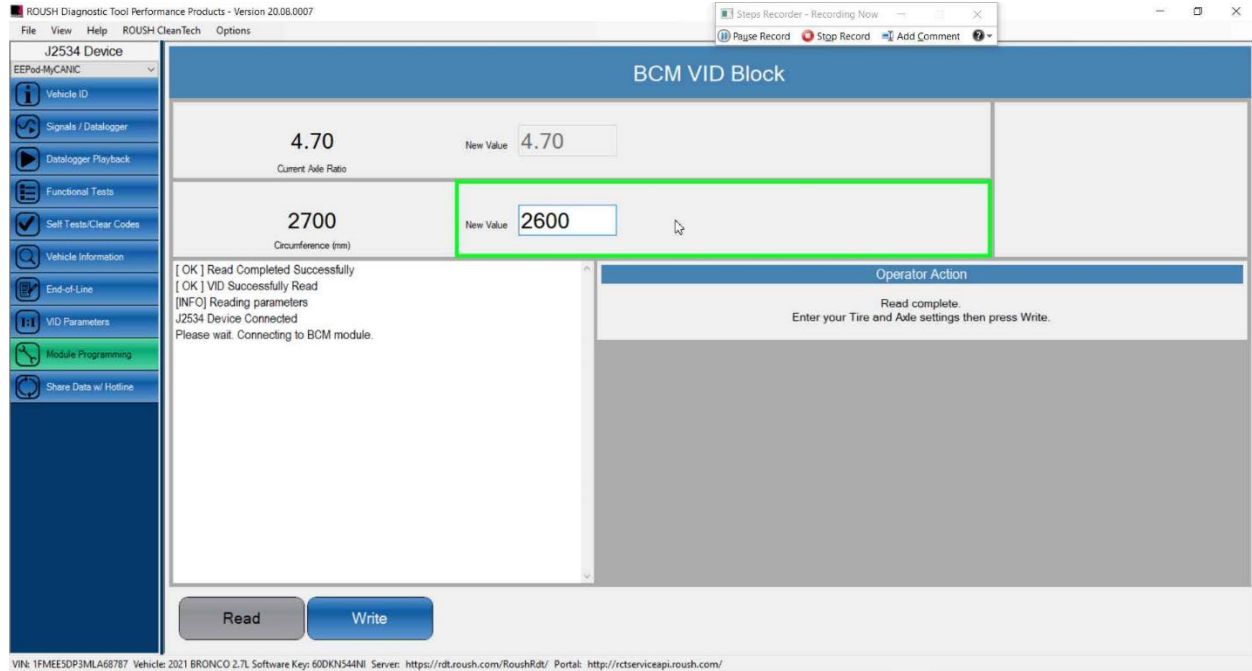 ROUSH Diagnostic Tool Performance Products - Version 20.08.0007
Steps Recorder - Recording Now
File View Help ROUSH CleanTech Options
Pause Record Stop Record Add Comment
J2534 Device
EEPod-MyCANIC
BCM VID Block
Vehicle ID
Signals / Datalogger
Datalogger Playback
Functional Tests
Self Tests/Clear Codes
Vehicle Information
End-of-Line
1:1 VID Parameters
Module Programming
Share Data w/ Hotline
4.70
Current Axle Ratio
New Value 4.70
2700
Circumference (mm)
New Value 2600
[ OK ] Read Completed Successfully
[ OK ] VID Successfully Read
[INFO] Reading parameters
J2534 Device Connected
Please wait. Connecting to BCM module.
Operator Action
Read complete.
Enter your Tire and Axle settings then press Write.
Read
Write
VIN: 1FMEE5DP3MLA68787 Vehicle: 2021 BRONCO 2.7L Software Key: 60DKN544NI Server: https://rdt.roush.com/RoushRdt/ Portal: http://rctserviceapi.roush.com/